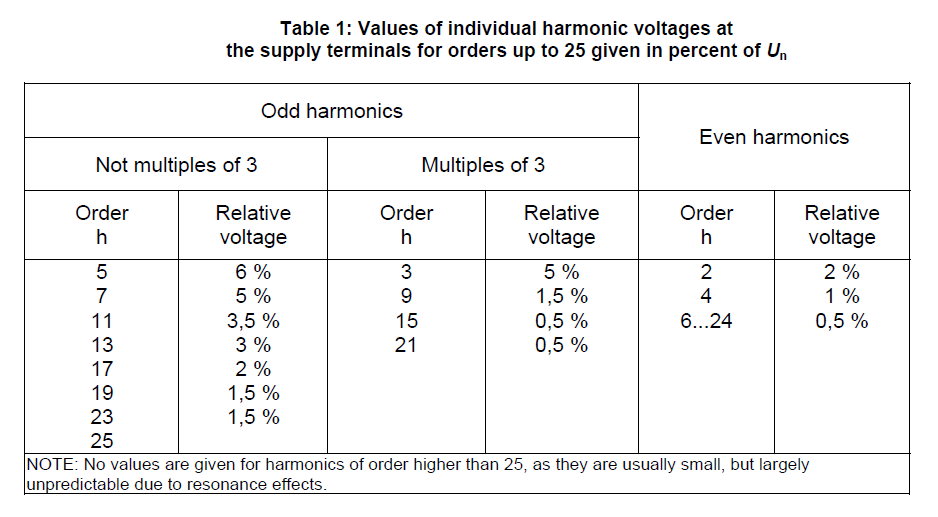 Table 1: Values of individual harmonic voltages at
the supply terminals for orders up to 25 given in percent of Un
Odd harmonics
Even harmonics
Not multiples of 3
Multiples of 3
Order h
Relative voltage
Order h
Relative voltage
Order h
Relative voltage
5 6 % 3 5 % 2 2 %
7 5 % 9 1,5 % 4 1 %
11 3,5 % 15 0,5 % 6...24 0,5 %
13 3 % 21 0,5 %
17 2 %
19 1,5 %
23 1,5 %
25
NOTE: No values are given for harmonics of order higher than 25, as they are usually small, but largely
unpredictable due to resonance effects.